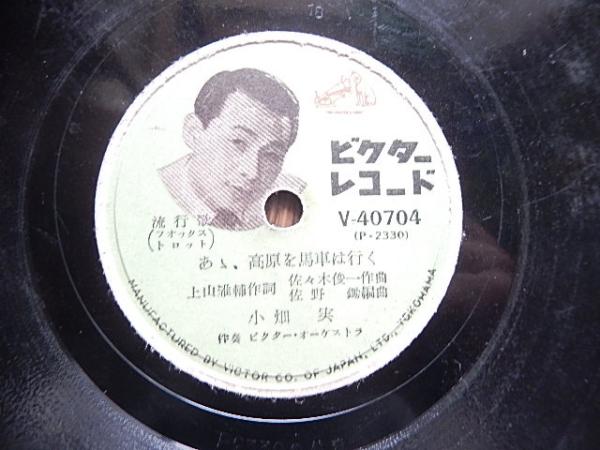 78
ビクター
レコード
V-40704
(P・2330)
流行歌
(フオックス
トロット)
あゝ、高原を馬車は行く
上山雅輔作詞
佐々木俊一作曲
佐野 鋤編曲
小畑 実
伴奏 ビクター・オーケストラ
MANUFACTURED BY VICTOR CO. OF JAPAN, LTD., YOKOHAMA